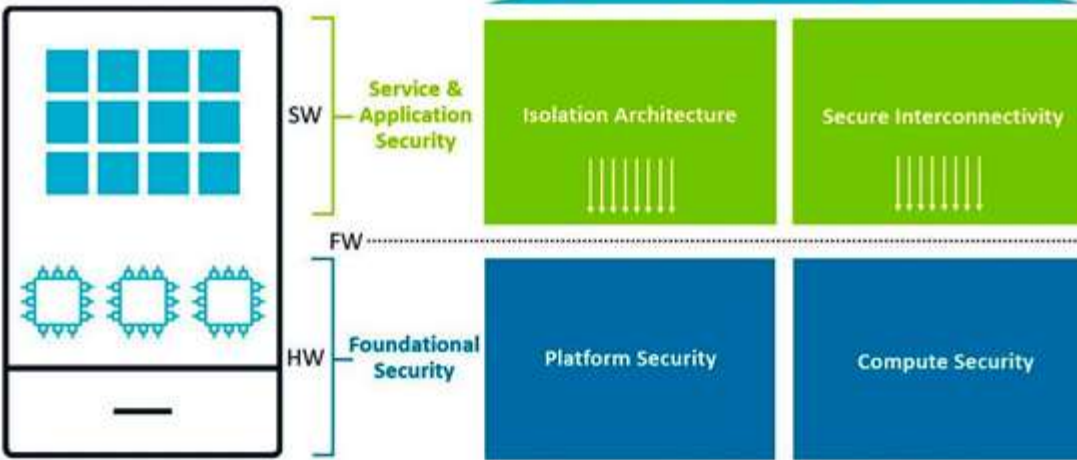 SW
Service &
Application
Security
Isolation Architecture
Secure Interconnectivity
FW
HW
Foundational
Security
Platform Security
Compute Security